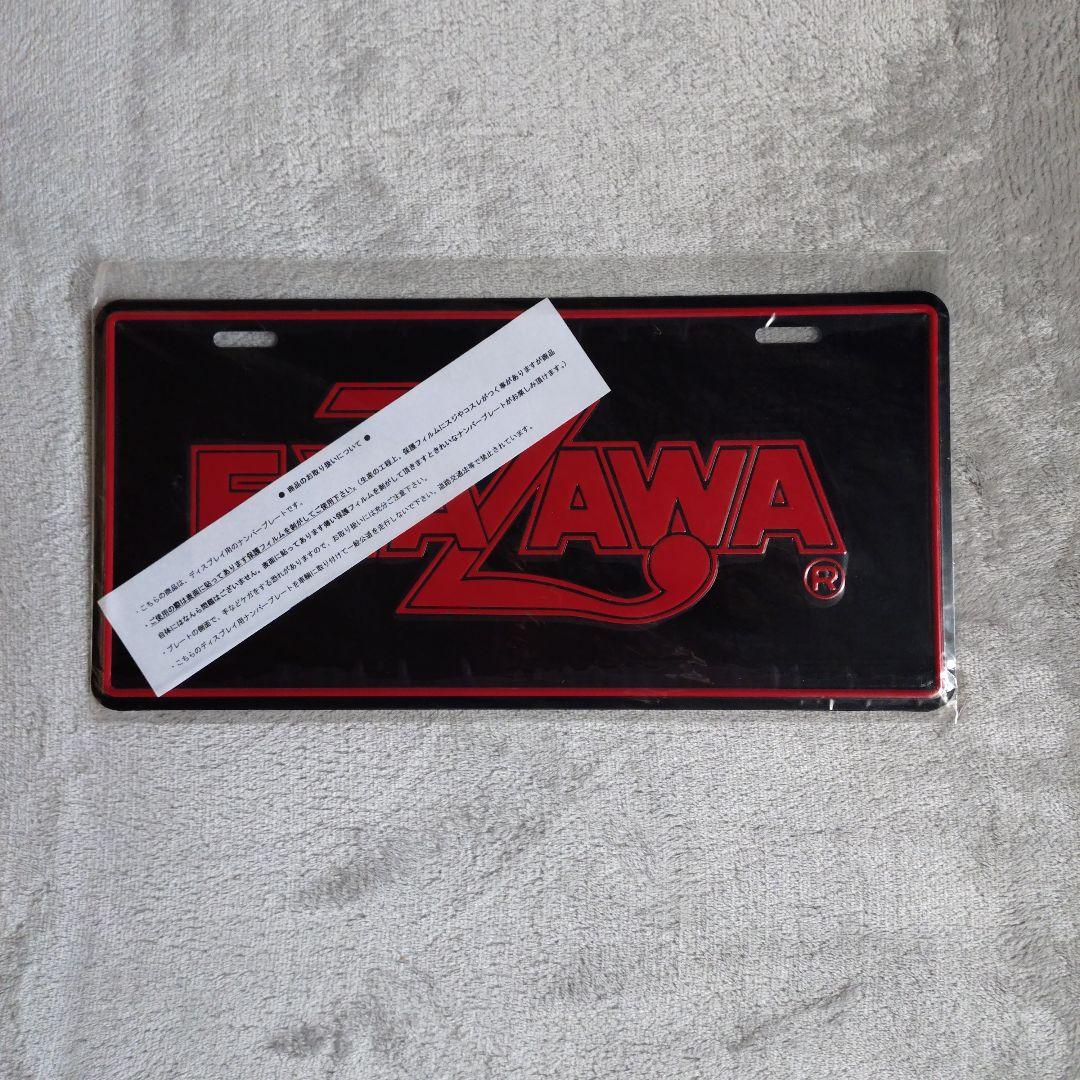 ● 商品のお取り扱いについて ●
・こちらの商品は、ディスプレイ用のナンバープレートです。
・ご使用の際は表面に貼ってあります保護フィルムを剥がしてご使用下さい。(生産の工程上、保護フィルムにスジやコスレがつく事がありますが商品
自体にはなんら問題はございません。表面に貼ってあります薄い保護フィルムを剥がして頂きますときれいなナンバープレートがお楽しみ頂けます。)
・プレートの側面で、手などケガをする恐れがありますので、お取り扱いには充分ご注意下さい。
・こちらのディスプレイ用ナンバープレートを車輌に取り付けて一般公道を走行しないで下さい。道路交通法等で禁止されています。
AWA
®